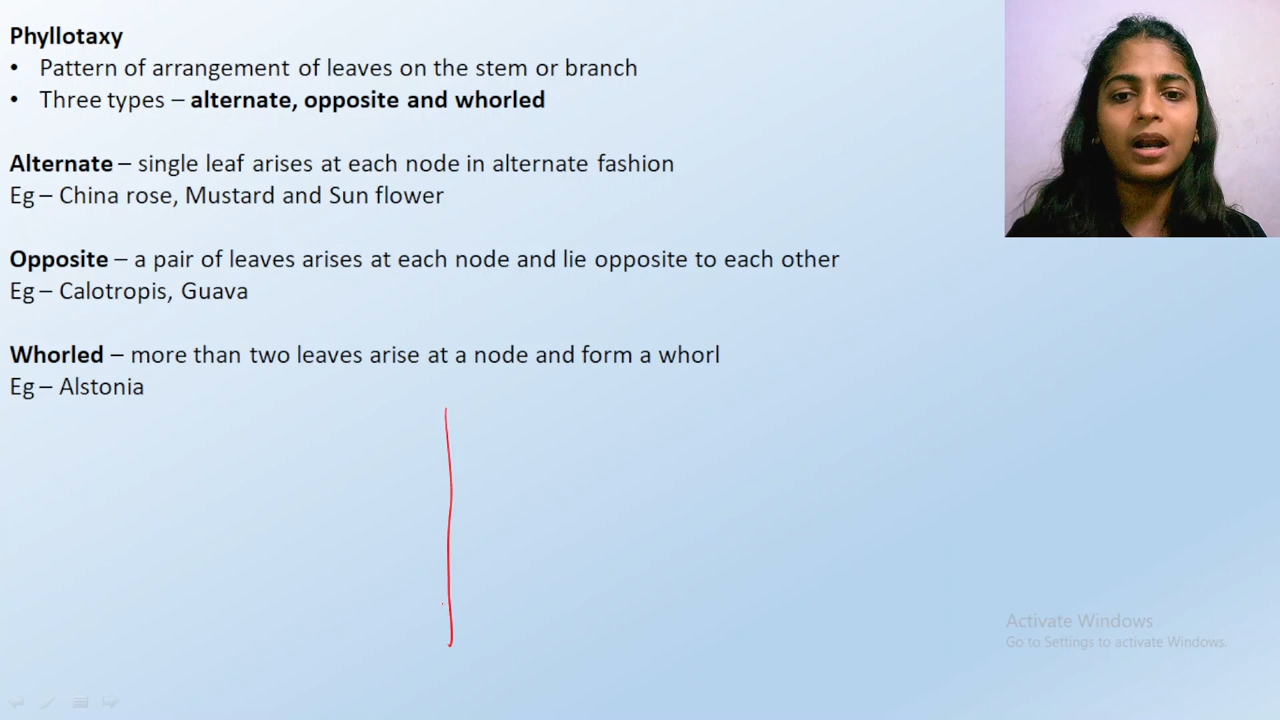 Phyllotaxy
• Pattern of arrangement of leaves on the stem or branch
• Three types – alternate, opposite and whorled
Alternate – single leaf arises at each node in alternate fashion
Eg – China rose, Mustard and Sun flower
Opposite – a pair of leaves arises at each node and lie opposite to each other
Eg – Calotropis, Guava
Whorled – more than two leaves arise at a node and form a whorl
Eg – Alstonia
Activate Windows
Go to Settings to activate Windows.